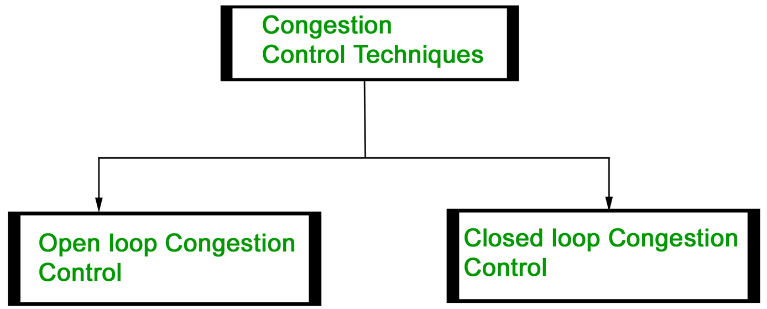 Congestion
Control Techniques
Open loop Congestion
Control
Closed loop Congestion
Control